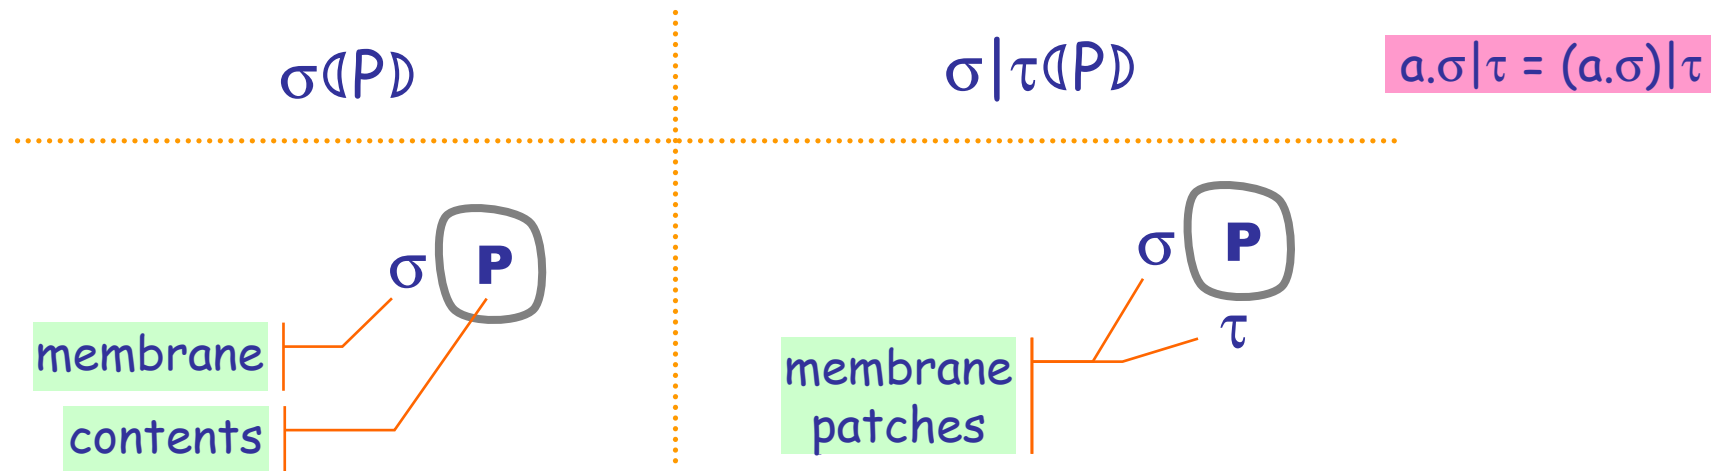 σ⦇P⦈
σ|τ⦇P⦈
a.σ|τ = (a.σ)|τ
σ
P
membrane
contents
σ
P
τ
membrane
patches